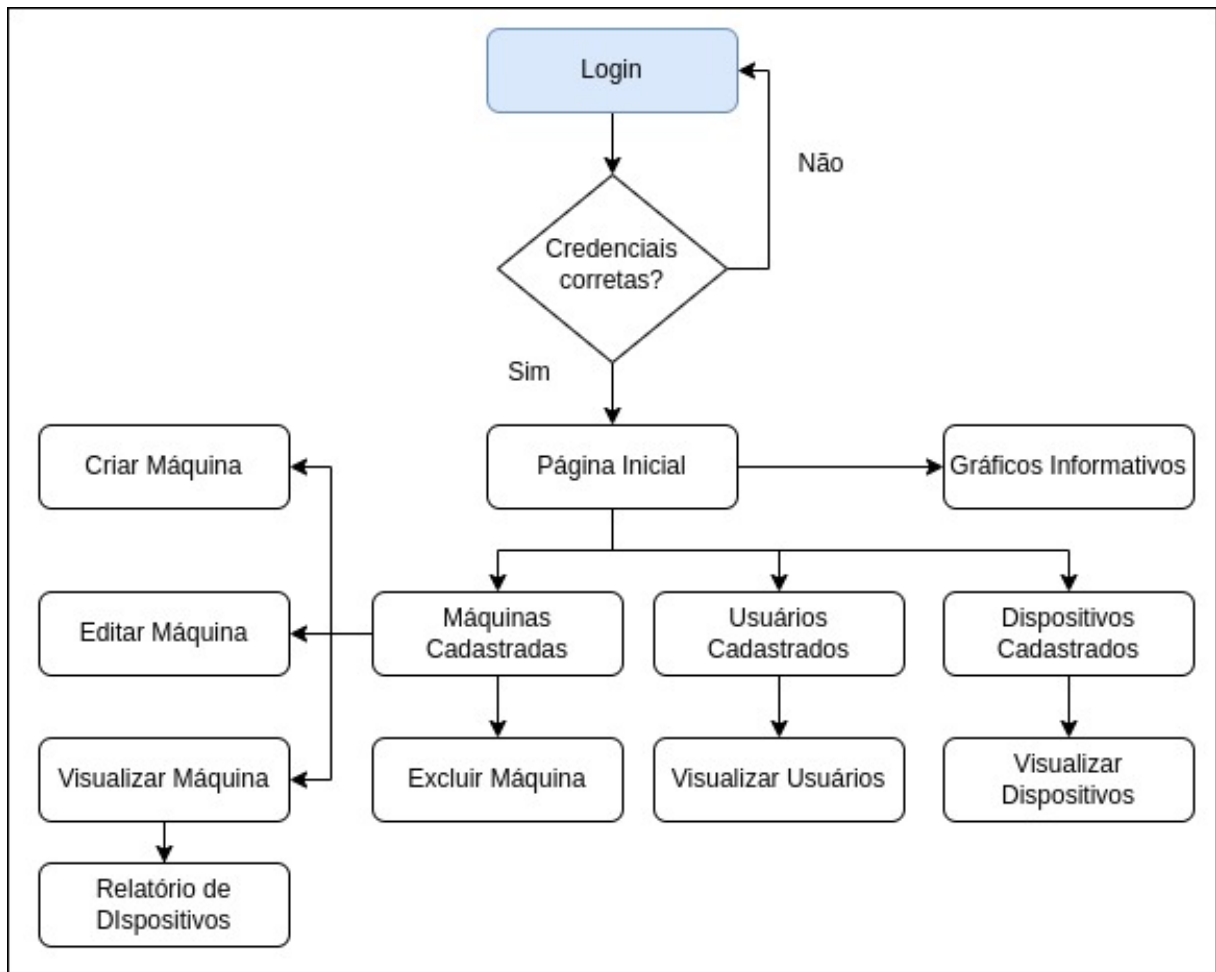 Login
Não
Credenciais
corretas?
Sim
Criar Máquina
Página Inicial
Gráficos Informativos
Editar Máquina
Máquinas
Cadastradas
Usuários
Cadastrados
Dispositivos
Cadastrados
Visualizar Máquina
Excluir Máquina
Visualizar Usuários
Visualizar
Dispositivos
Relatório de
DIspositivos